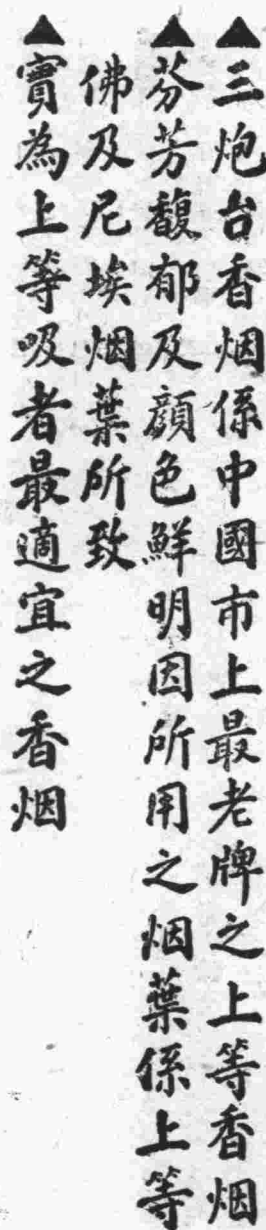 ▲三炮台香烟係中國市上最老牌之上等香烟
▲芬芳馥郁及顔色鮮明因所用之烟葉係上等
佛及尼埃烟葉所致
▲實為上等吸者最適宜之香烟